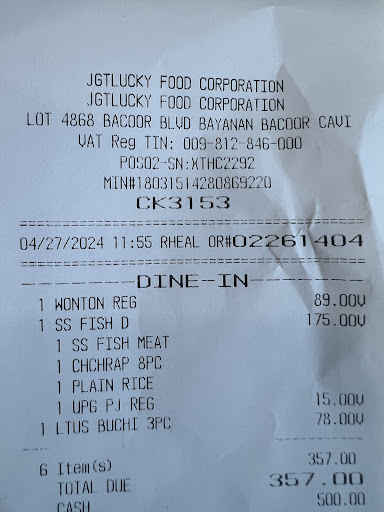 JGTLUCKY FOOD CORPORATION
JGTLUCKY FOOD CORPORATION
LOT 4868 BACOOR BLVD BAYANAN BACOOR CAVI
VAT Reg TIN: 009-812-846-000
POS02-SN:XTHC2292
MIN#18031514280869220
CK3153
04/27/2024 11:55 RHEAL OR#02261404
DINE-IN
1 WONTON REG 89.00V
1 SS FISH D 175.00V
1 SS FISH MEAT
1 CHCHRAP 8PC
1 PLAIN RICE
1 UPG PJ REG 15.00V
1 LTUS BUCHI 3PC 78.00V
6 Item(s) 357.00
TOTAL DUE 357.00
CASH 500.00